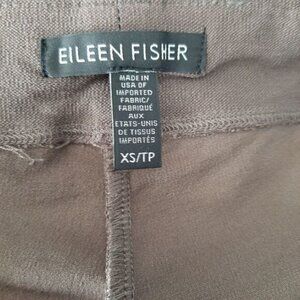 EILEEN FISHER
MADE IN
USA OF
IMPORTED
FABRIC/
FABRIQUÉ
AUX
ETATS-UNIS
DE TISSUS
IMPORTÉS
XS/TP